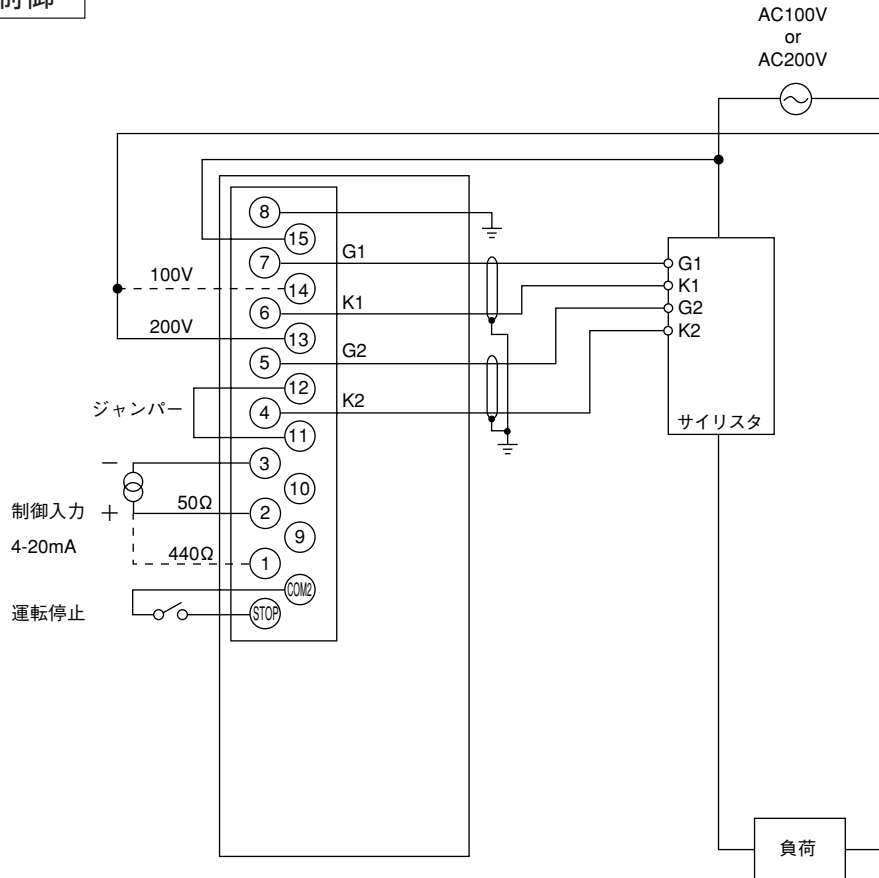 制御
AC100V
or
AC200V
8
15
7
G1
G1
100V
14
K1
K1
6
G2
200V
13
K2
5
G2
12
ジャンパー
4
K2
サイリスタ
11
－
3
10
制御入力
＋
50Ω
2
4-20mA
9
440Ω
1
COM2
運転停止
STOP
負荷